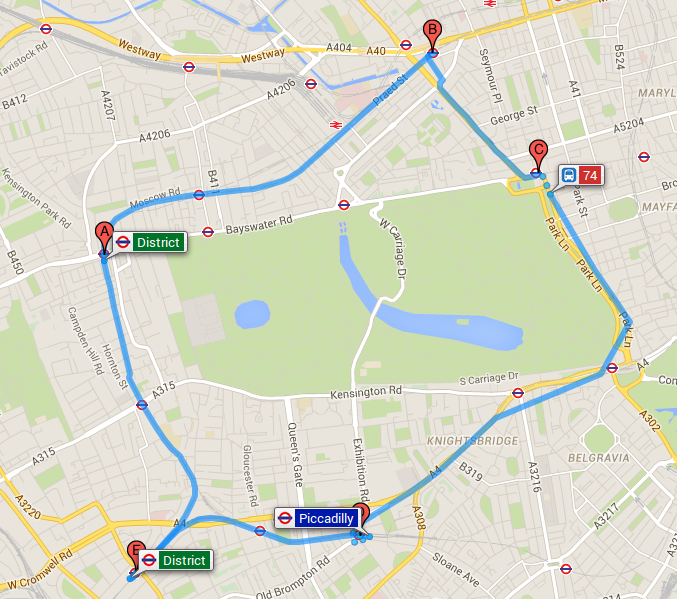 Tavistock Rd
Westway
Westway
A404
A40
B
Seymour Pl
A41
B524
B412
A4207
A4206
Praed St
MARYL
George St
A4206
A5204
B411
C
74
Kensington Park Rd
Moscow Rd
Park St
Bro
MAYFA
Bayswater Rd
W Carriage Dr
Park Ln
A
District
B450
Park Ln
Park Ln
Campden Hill Rd
Hornton St
A315
Kensington Rd
S Carriage Dr
A4
Con
A302
A315
Queen's Gate
Exhibition Rd
KNIGHTSBRIDGE
BELGRAVIA
Gloucester Rd
A4
B319
A3216
A3220
A4
Piccadilly
A308
A3217
E
District
W Cromwell Rd
Old Brompton Rd
Sloane Ave